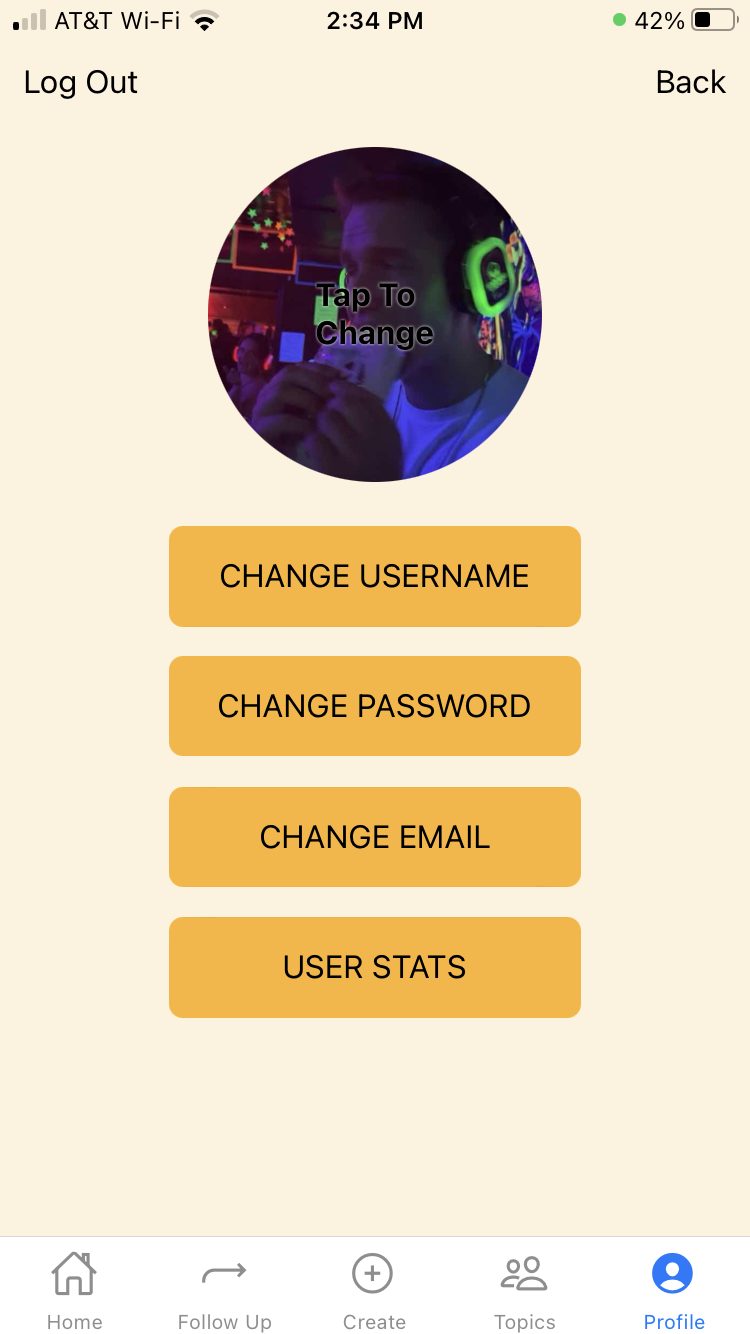 AT&T Wi-Fi 2:34 PM 42%
Log Out Back
Tap To
Change
CHANGE USERNAME
CHANGE PASSWORD
CHANGE EMAIL
USER STATS
Home Follow Up Create Topics Profile